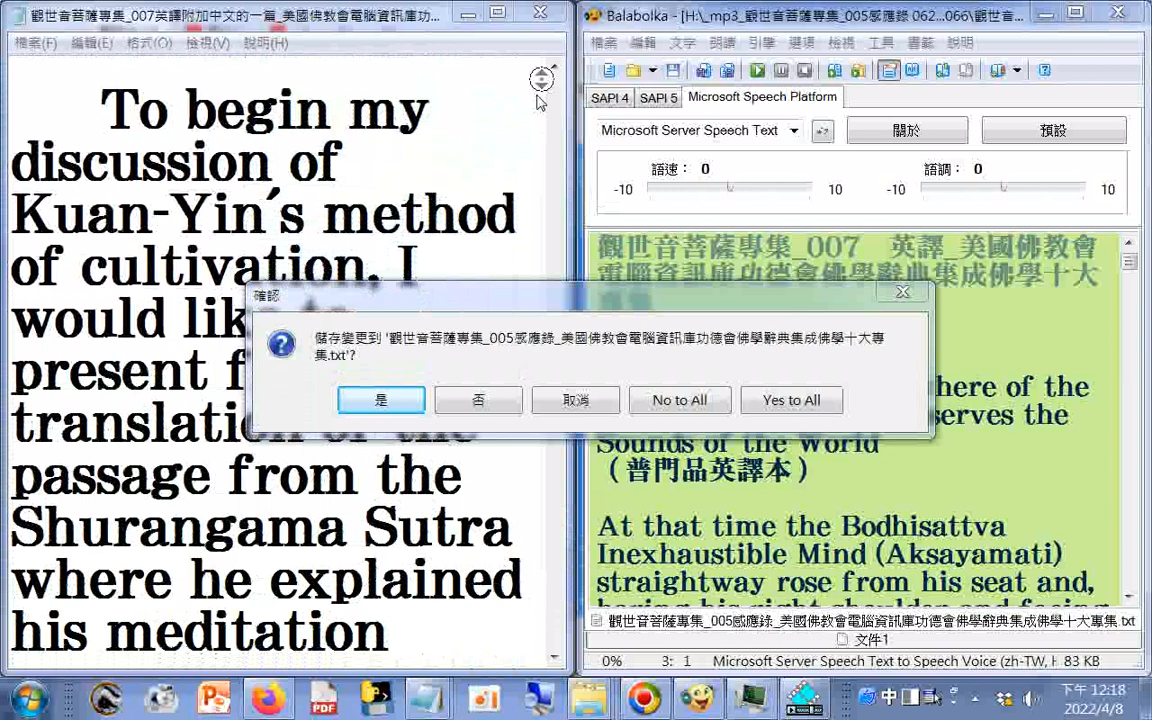 觀世音菩薩專集_007英譯附加中文的一篇_美國佛教會電腦資訊庫功...
檔案(F) 編輯(E) 格式(O) 檢視(V) 說明(H)
To begin my
discussion of
Kuan-Yin's method
of cultivation, I
would lik
present f
translatio
passage from the
Shurangama Sutra
where he explained
his meditation
Balabolka - [H:\_mp3_觀世音菩薩專集_005感應錄 062...066\觀世音...
檔案 編輯 文字 朗讀 引擎 選項 檢視 工具 書籤 說明
SAPI 4 SAPI 5 Microsoft Speech Platform
Microsoft Server Speech Text 關於 預設
語速： 0 語調： 0
-10 10 -10 10
觀世音菩薩專集_007 英譯_美國佛教會
電腦資訊庫功德會佛學辭典集成佛學十大
here of the
serves the
Sounds of the World
（普門品英譯本）
At that time the Bodhisattva
Inexhaustible Mind (Aksayamati)
straightway rose from his seat and,
baring his right shoulder and facing
觀世音菩薩專集_005感應錄_美國佛教會電腦資訊庫功德會佛學辭典集成佛學十大專集.txt
文件1
0% 3: 1 Microsoft Server Speech Text to Speech Voice (zh-TW, H 83 KB
確認
儲存變更到 '觀世音菩薩專集_005感應錄_美國佛教會電腦資訊庫功德會佛學辭典集成佛學十大專
集.txt'?
是 否 取消 No to All Yes to All
中
下午 12:18
2022/4/8